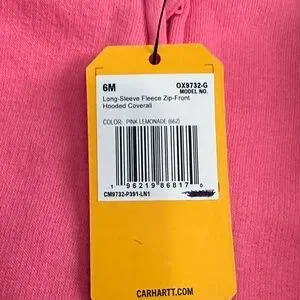 6M OX9732-G
MODEL NO.
Long-Sleeve Fleece Zip-Front
Hooded Coverall
COLOR: PINK LEMONADE (662)
1 96219 86817 0
CM9732-P391-LN1
CARHARTT.COM